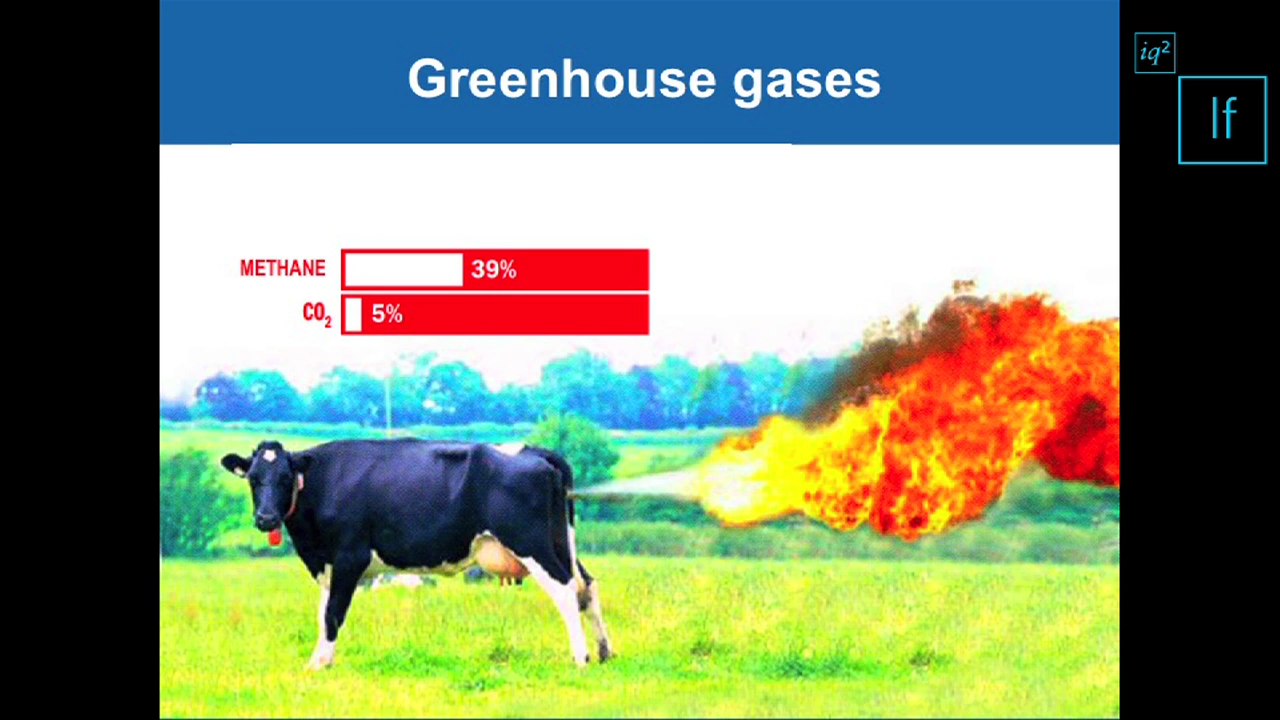 Greenhouse gases
iq²
If
METHANE 39%
CO₂ 5%